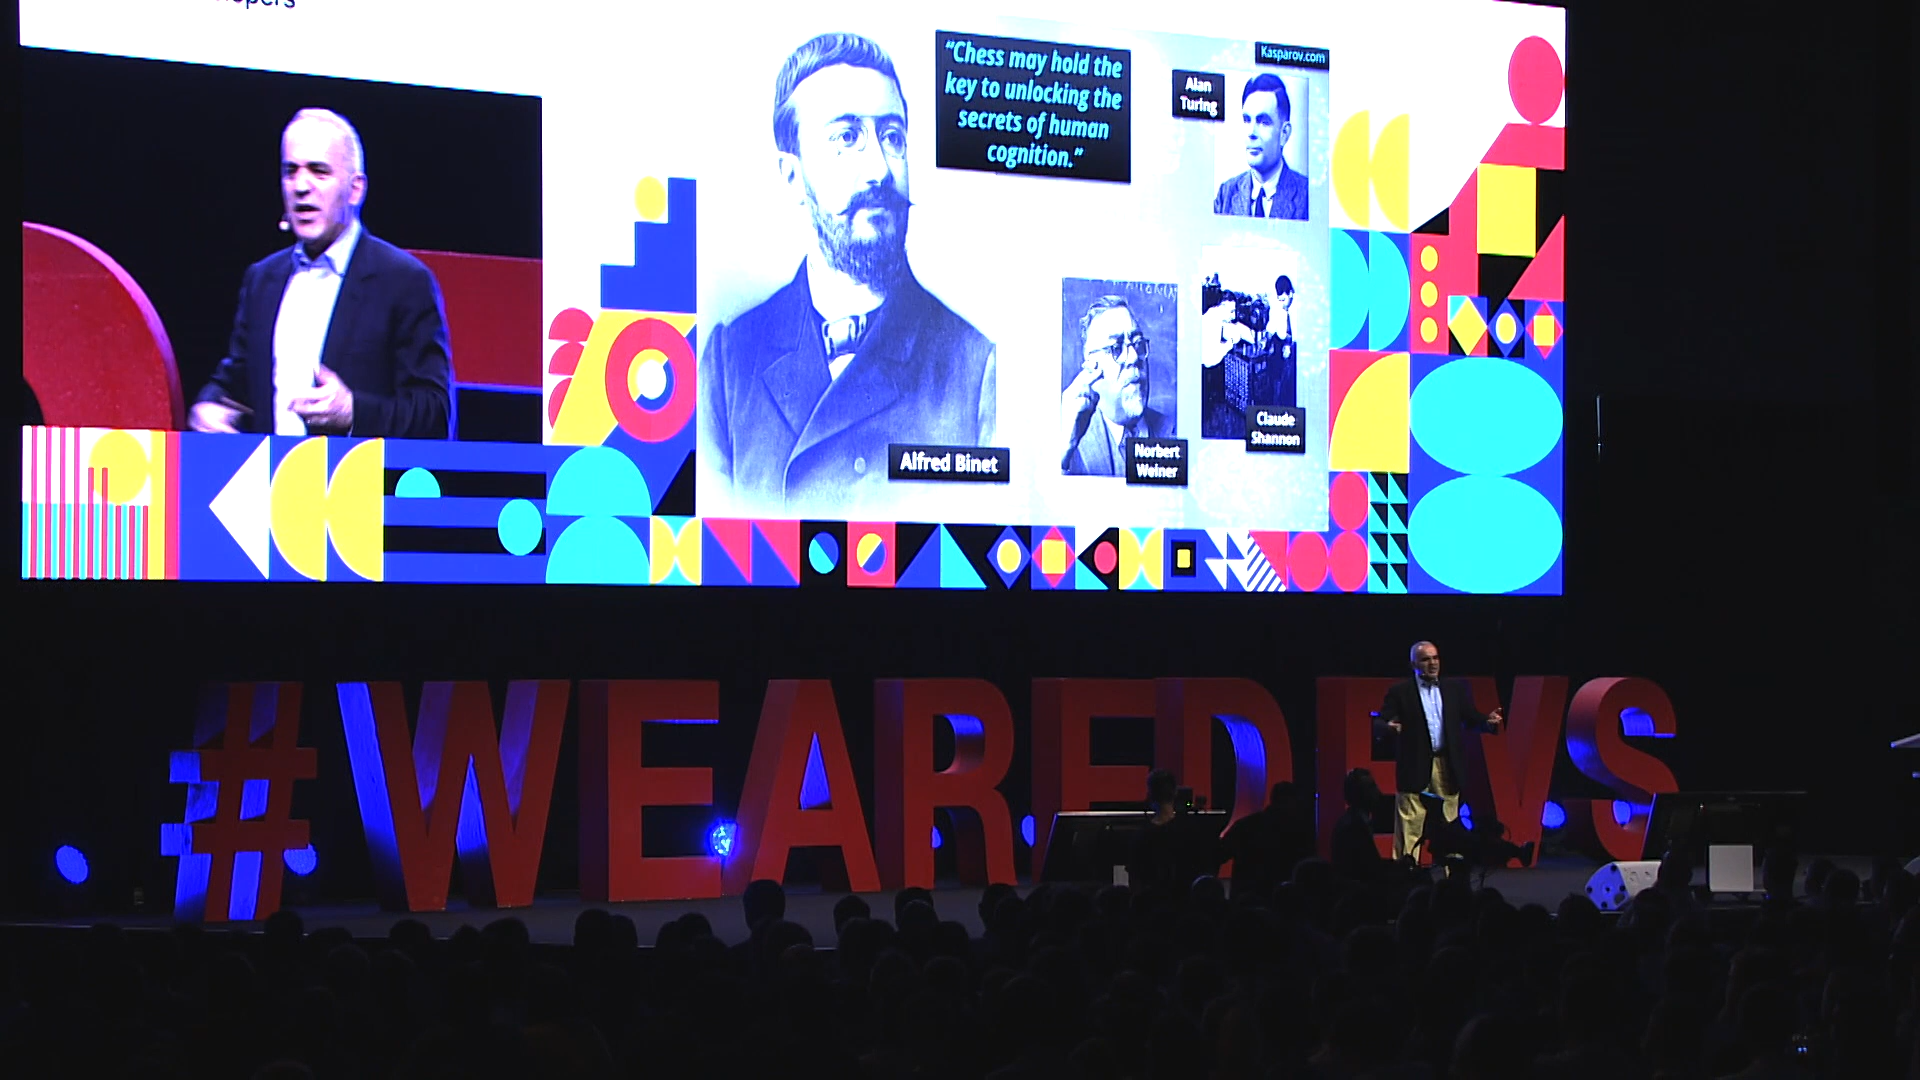 "Chess may hold the
key to unlocking the
secrets of human
cognition."
Kasparov.com
Alan
Turing
Claude
Shannon
Norbert
Weiner
Alfred Binet
#WEAREDEVS